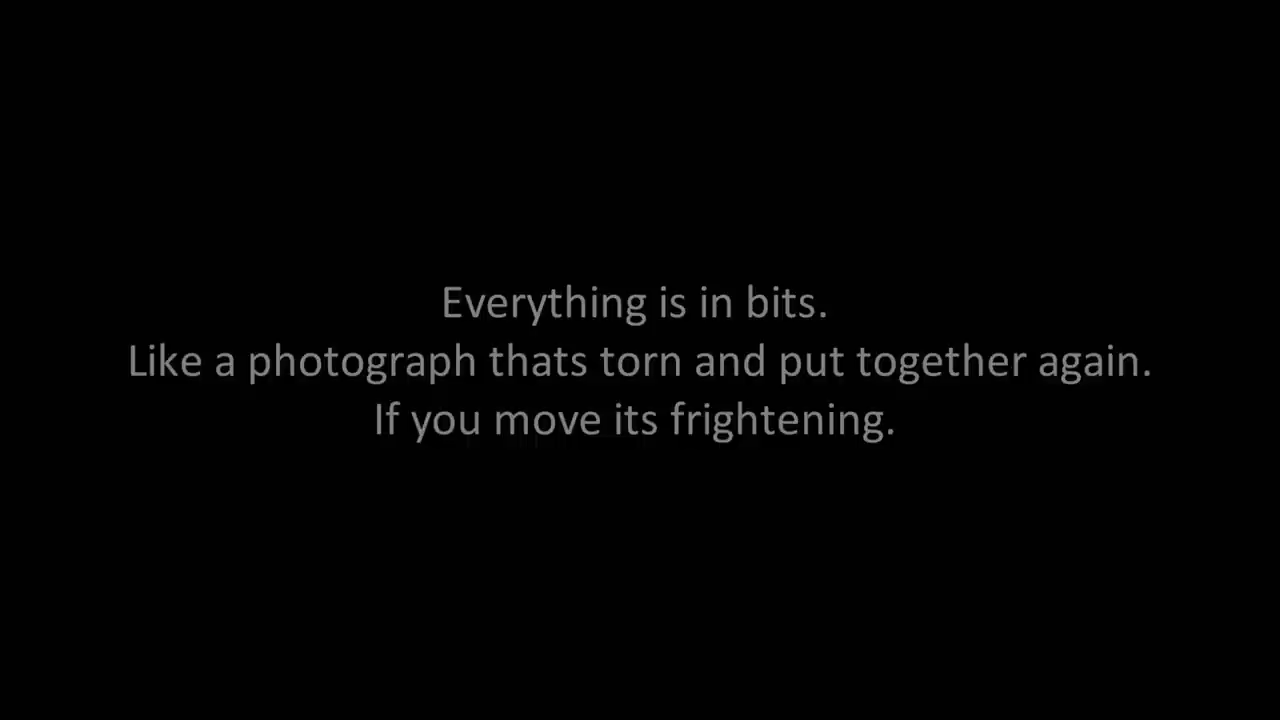 Everything is in bits.
Like a photograph thats torn and put together again.
If you move its frightening.